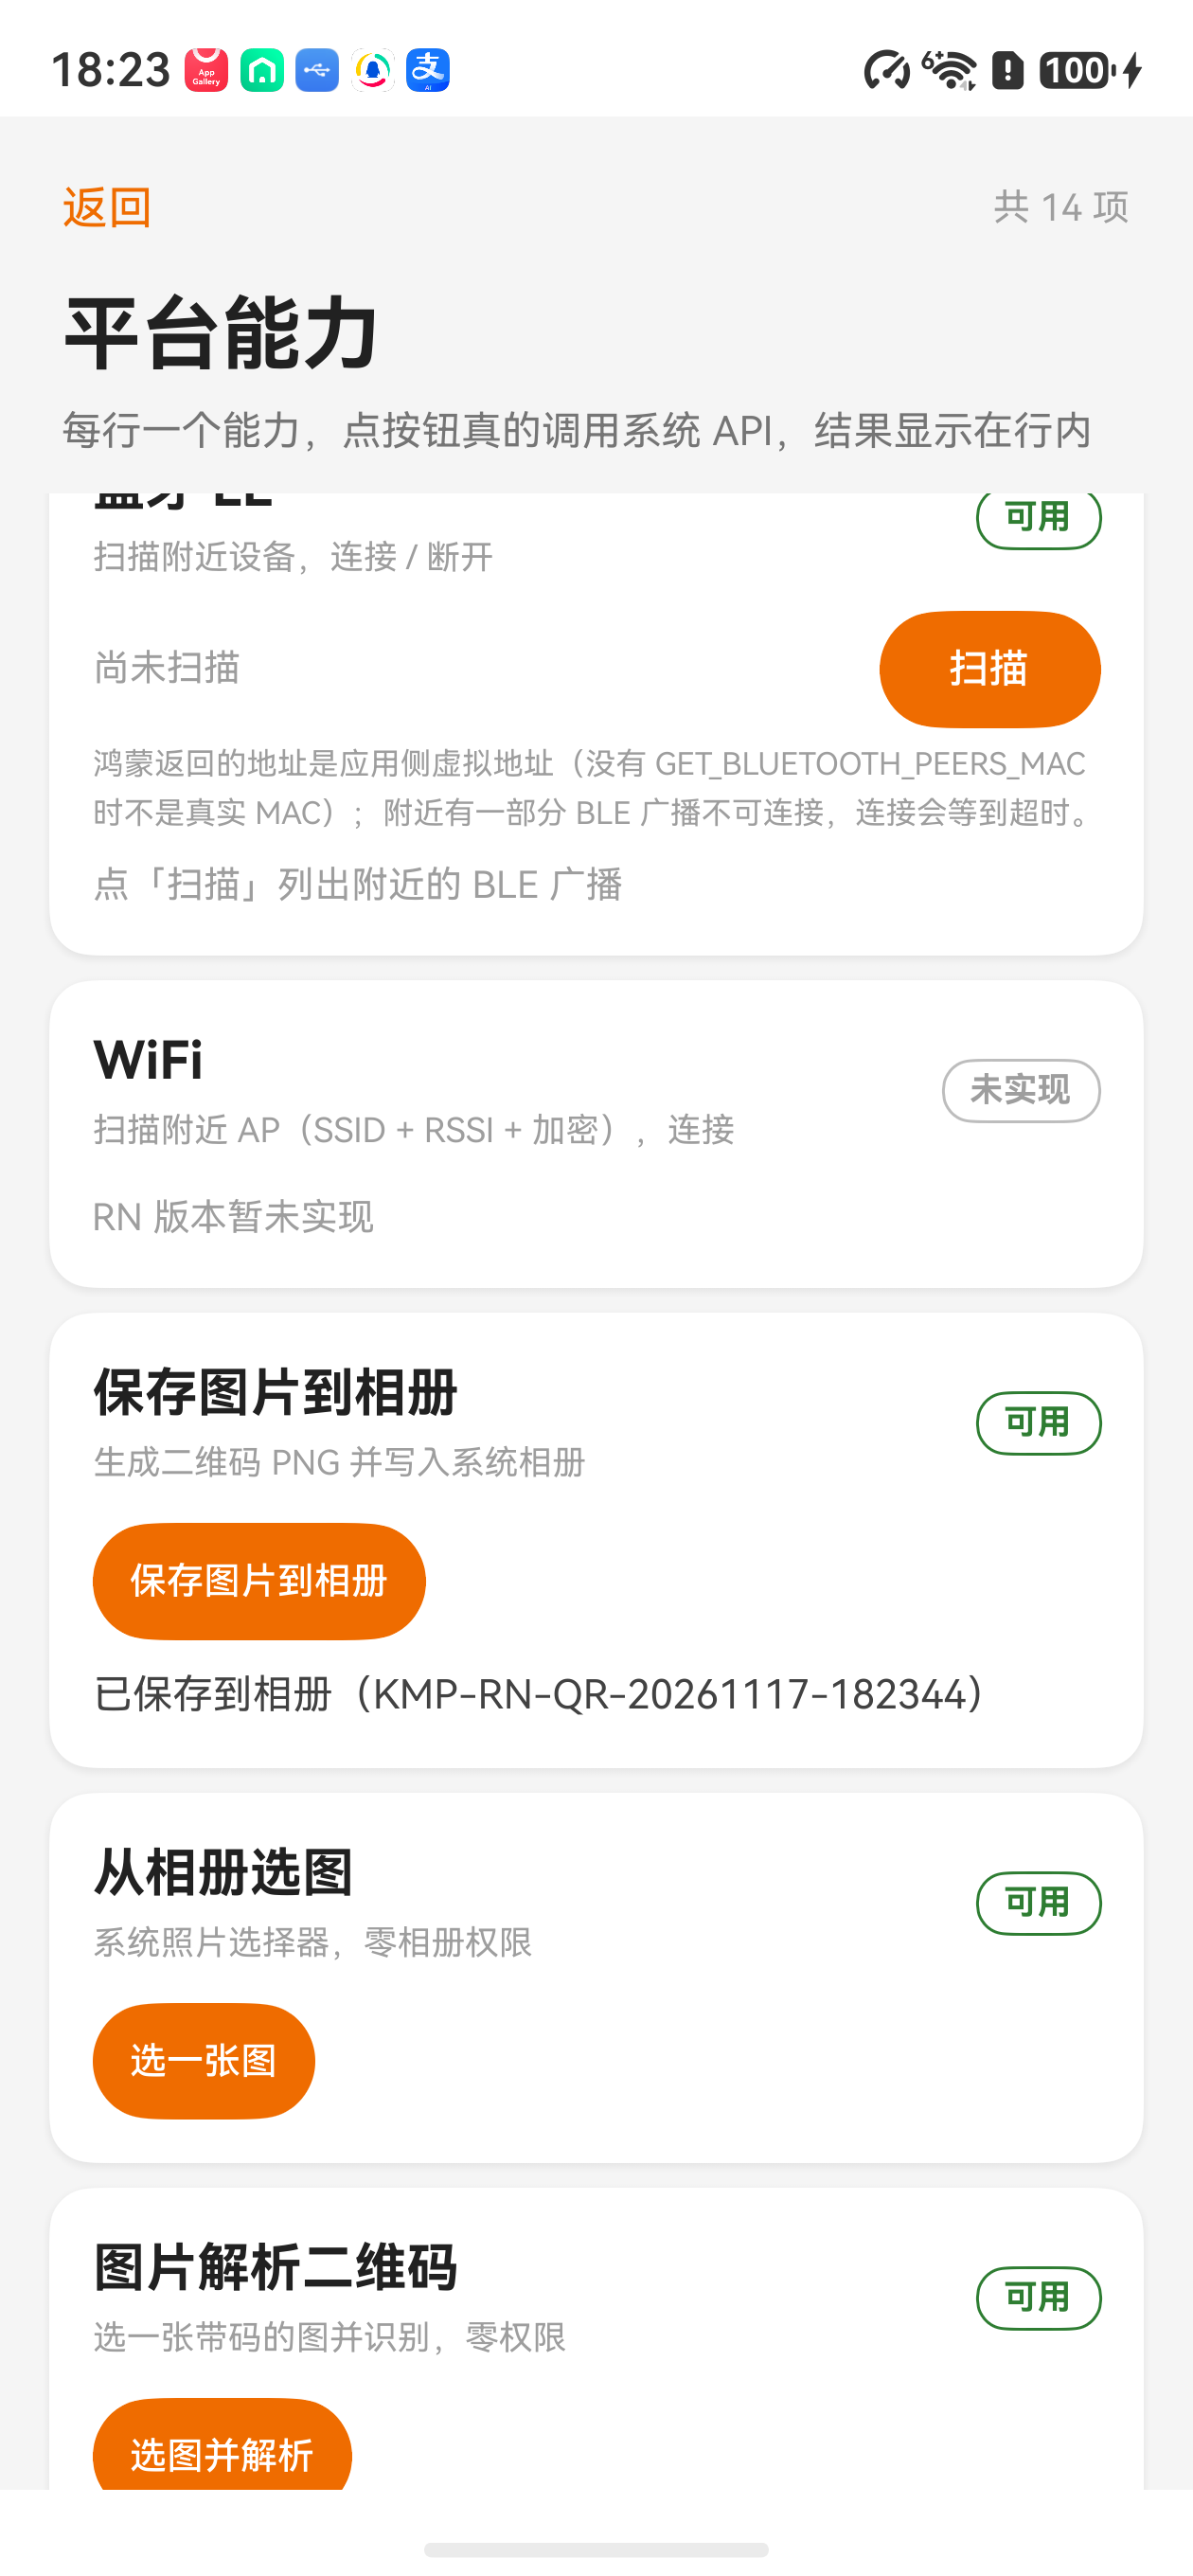 18:23
App Gallery
支
AI
6+
100
返回
共 14 项
平台能力
每行一个能力，点按钮真的调用系统 API，结果显示在行内
可用
扫描附近设备，连接 / 断开
尚未扫描
扫描
鸿蒙返回的地址是应用侧虚拟地址（没有 GET_BLUETOOTH_PEERS_MAC
时不是真实 MAC）；附近有一部分 BLE 广播不可连接，连接会等到超时。
点「扫描」列出附近的 BLE 广播
WiFi
未实现
扫描附近 AP（SSID + RSSI + 加密），连接
RN 版本暂未实现
保存图片到相册
可用
生成二维码 PNG 并写入系统相册
保存图片到相册
已保存到相册（KMP-RN-QR-20261117-182344）
从相册选图
可用
系统照片选择器，零相册权限
选一张图
图片解析二维码
可用
选一张带码的图并识别，零权限
选图并解析